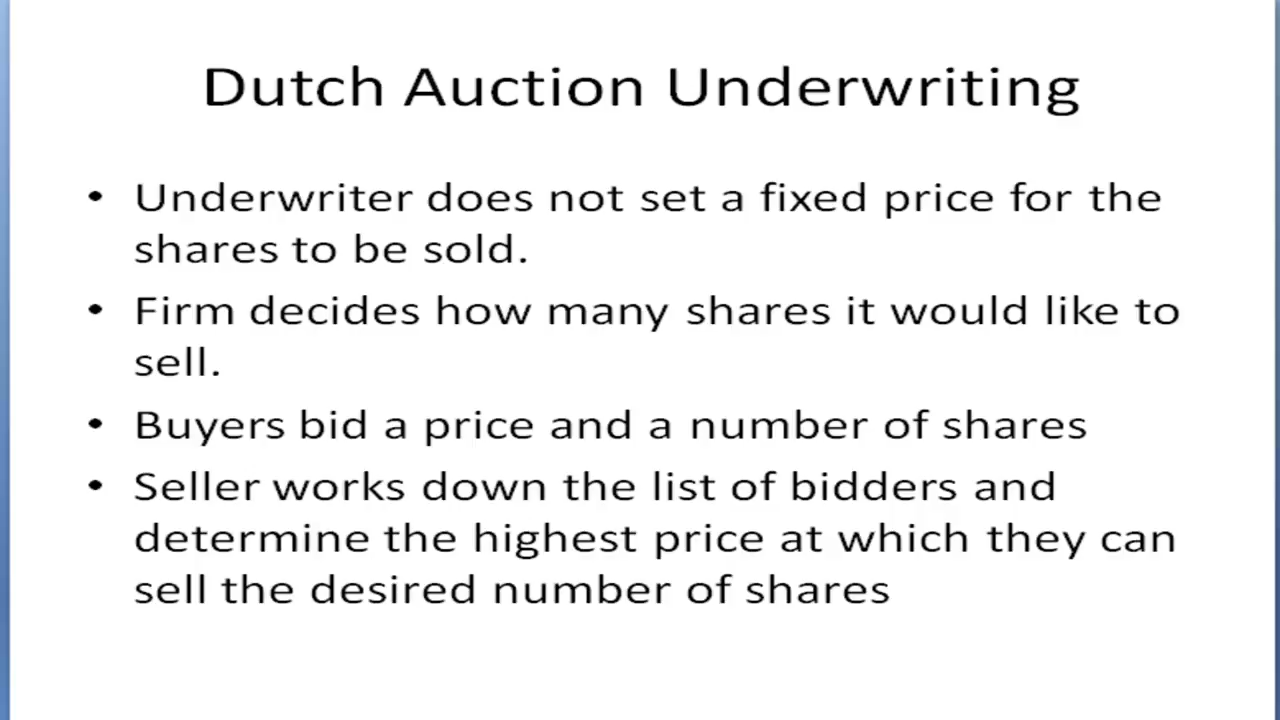 Dutch Auction Underwriting
• Underwriter does not set a fixed price for the
shares to be sold.
• Firm decides how many shares it would like to
sell.
• Buyers bid a price and a number of shares
• Seller works down the list of bidders and
determine the highest price at which they can
sell the desired number of shares